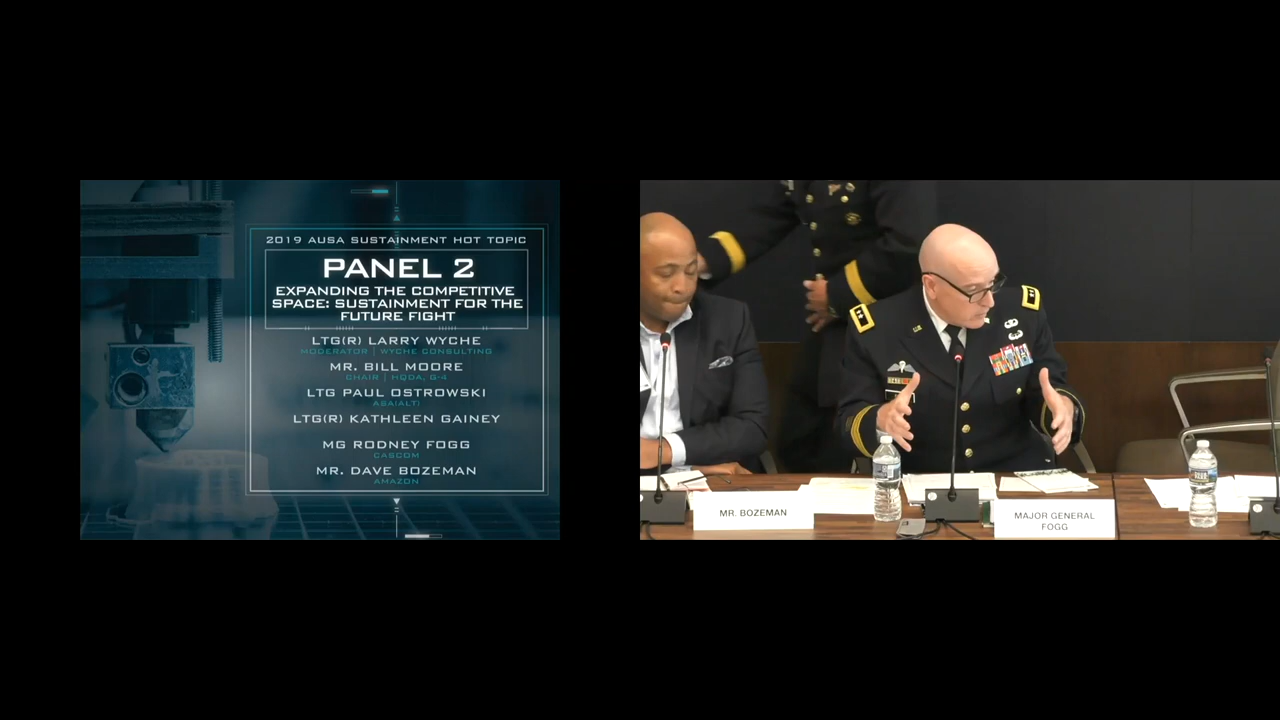 2019 AUSA SUSTAINMENT HOT TOPIC
PANEL 2
EXPANDING THE COMPETITIVE
SPACE: SUSTAINMENT FOR THE
FUTURE FIGHT
LTG(R) LARRY WYCHE
MODERATOR | WYCHE CONSULTING
MR. BILL MOORE
CHAIR | HQDA, G-4
LTG PAUL OSTROWSKI
ASA(ALT)
LTG(R) KATHLEEN GAINEY
MG RODNEY FOGG
CASCOM
MR. DAVE BOZEMAN
AMAZON
MR. BOZEMAN
MAJOR GENERAL
FOGG